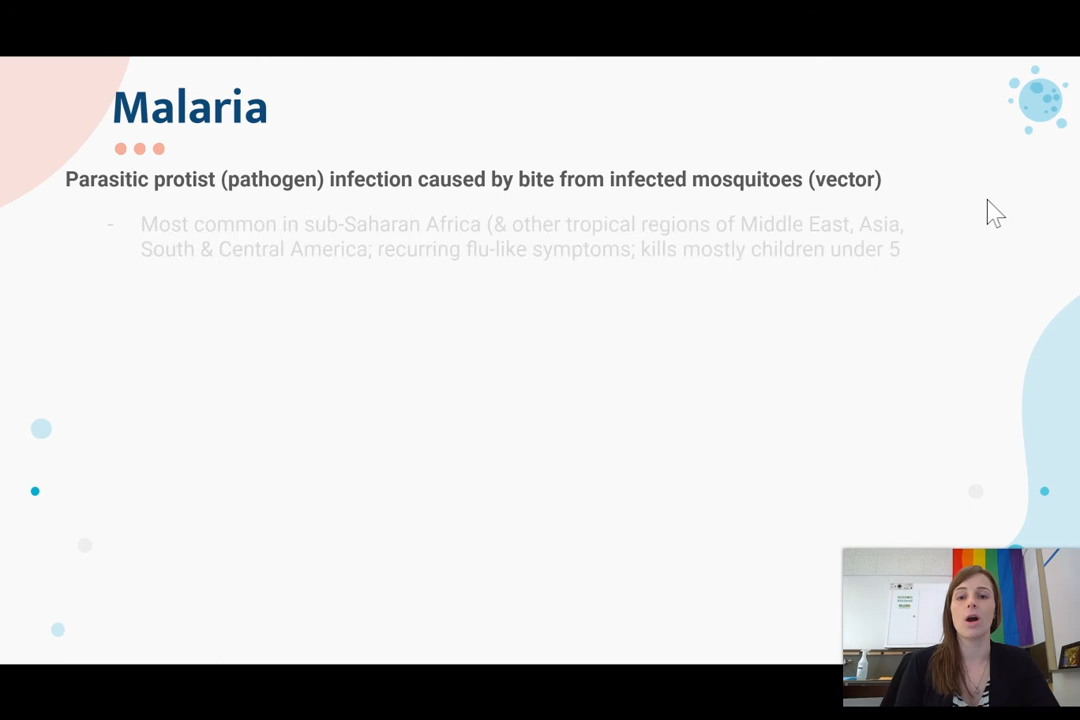 Malaria
Parasitic protist (pathogen) infection caused by bite from infected mosquitoes (vector)
- Most common in sub-Saharan Africa (& other tropical regions of Middle East, Asia,
South & Central America; recurring flu-like symptoms; kills mostly children under 5